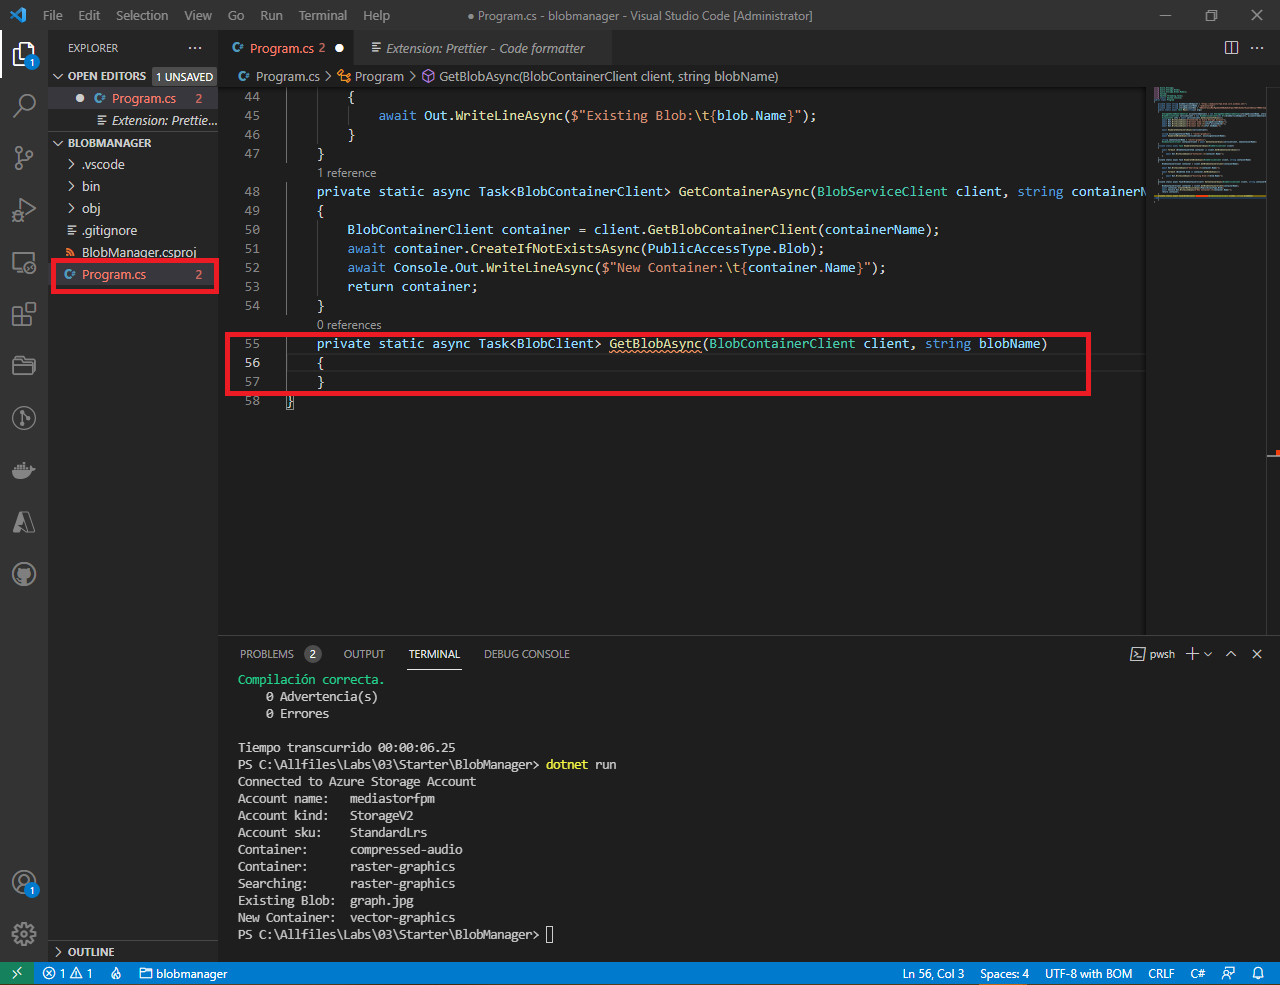 File Edit Selection View Go Run Terminal Help
● Program.cs - blobmanager - Visual Studio Code [Administrator]
EXPLORER
OPEN EDITORS 1 UNSAVED
Program.cs 2
Extension: Prettie...
BLOBMANAGER
.vscode
bin
obj
.gitignore
BlobManager.csproj
Program.cs 2
OUTLINE
Program.cs 2
Extension: Prettier - Code formatter
Program.cs > Program > GetBlobAsync(BlobContainerClient client, string blobName)
44 {
45 await Out.WriteLineAsync($"Existing Blob:\t{blob.Name}");
46 }
47 }
1 reference
48 private static async Task<BlobContainerClient> GetContainerAsync(BlobServiceClient client, string containerN
49 {
50 BlobContainerClient container = client.GetBlobContainerClient(containerName);
51 await container.CreateIfNotExistsAsync(PublicAccessType.Blob);
52 await Console.Out.WriteLineAsync($"New Container:\t{container.Name}");
53 return container;
54 }
0 references
55 private static async Task<BlobClient> GetBlobAsync(BlobContainerClient client, string blobName)
56 {
57 }
58 }
PROBLEMS 2 OUTPUT TERMINAL DEBUG CONSOLE
pwsh
Compilación correcta.
0 Advertencia(s)
0 Errores
Tiempo transcurrido 00:00:06.25
PS C:\Allfiles\Labs\03\Starter\BlobManager> dotnet run
Connected to Azure Storage Account
Account name: mediastorfpm
Account kind: StorageV2
Account sku: StandardLrs
Container: compressed-audio
Container: raster-graphics
Searching: raster-graphics
Existing Blob: graph.jpg
New Container: vector-graphics
PS C:\Allfiles\Labs\03\Starter\BlobManager>
1
1
1 1 blobmanager
Ln 56, Col 3 Spaces: 4 UTF-8 with BOM CRLF C#